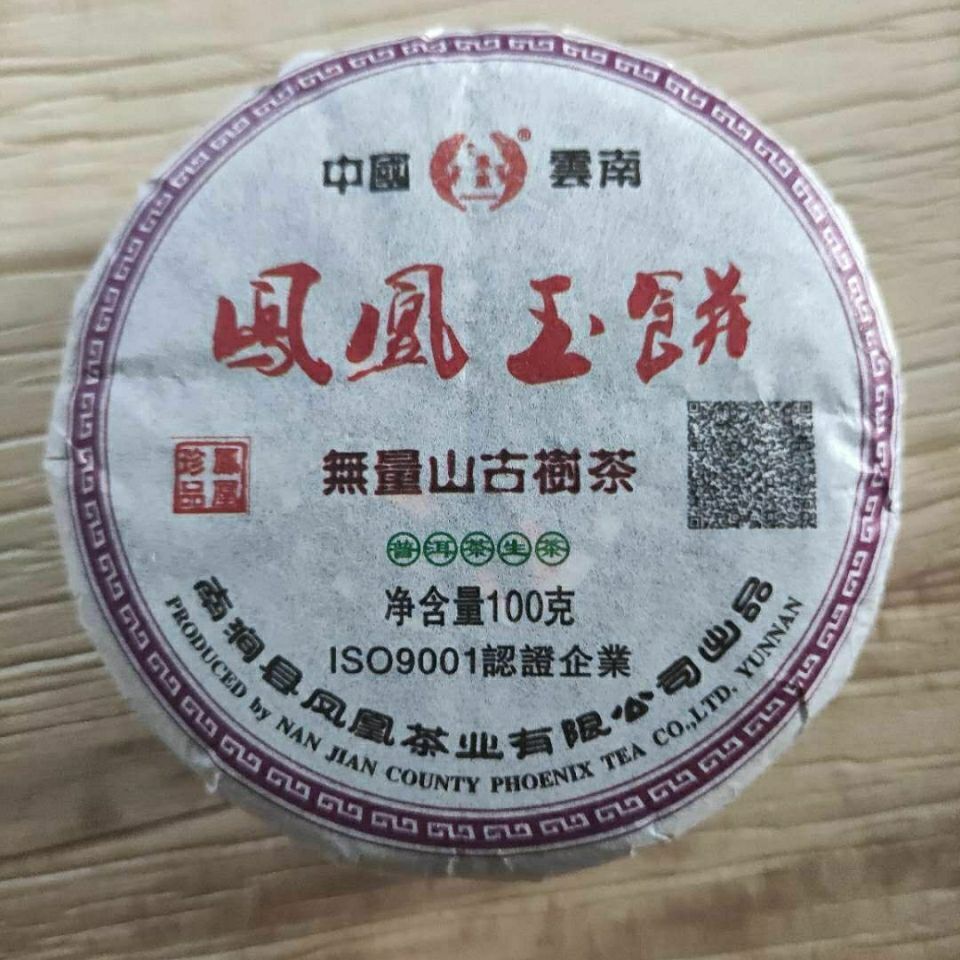 中國 ® 雲南
鳳凰玉餅
鳳凰珍品
無量山古樹茶
普洱茶生茶
净含量100克
ISO9001認證企業
南涧县凤凰茶业有限公司出品
PRODUCED by NAN JIAN COUNTY PHOENIX TEA CO.,LTD. YUNNAN